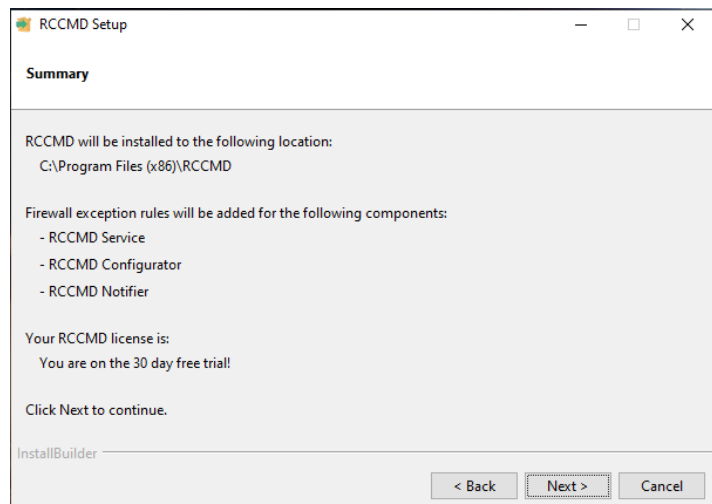 RCCMD Setup
Summary
RCCMD will be installed to the following location:
C:\Program Files (x86)\RCCMD
Firewall exception rules will be added for the following components:
- RCCMD Service
- RCCMD Configurator
- RCCMD Notifier
Your RCCMD license is:
You are on the 30 day free trial!
Click Next to continue.
InstallBuilder
< Back Next > Cancel